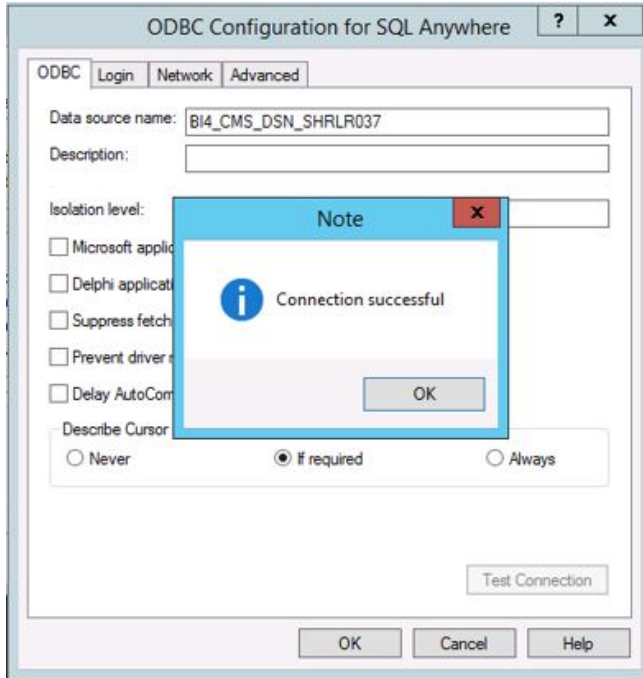 ODBC Configuration for SQL Anywhere ? x
ODBC Login Network Advanced
Data source name: BI4_CMS_DSN_SHRLR037
Description:
Isolation level:
Note x
Microsoft applic
Delphi applicati
Connection successful
Suppress fetch
Prevent driver
Delay AutoCom
OK
Describe Cursor
Never If required Always
Test Connection
OK Cancel Help